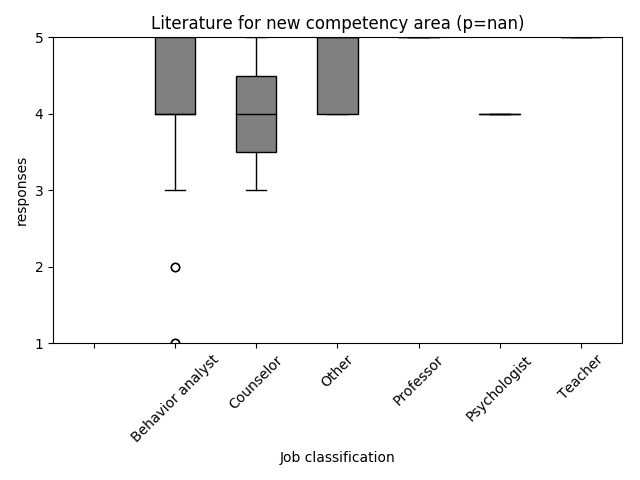 Literature for new competency area (p=nan)
5
4
3
2
1
responses
Behavior analyst
Counselor
Other
Professor
Psychologist
Teacher
Job classification